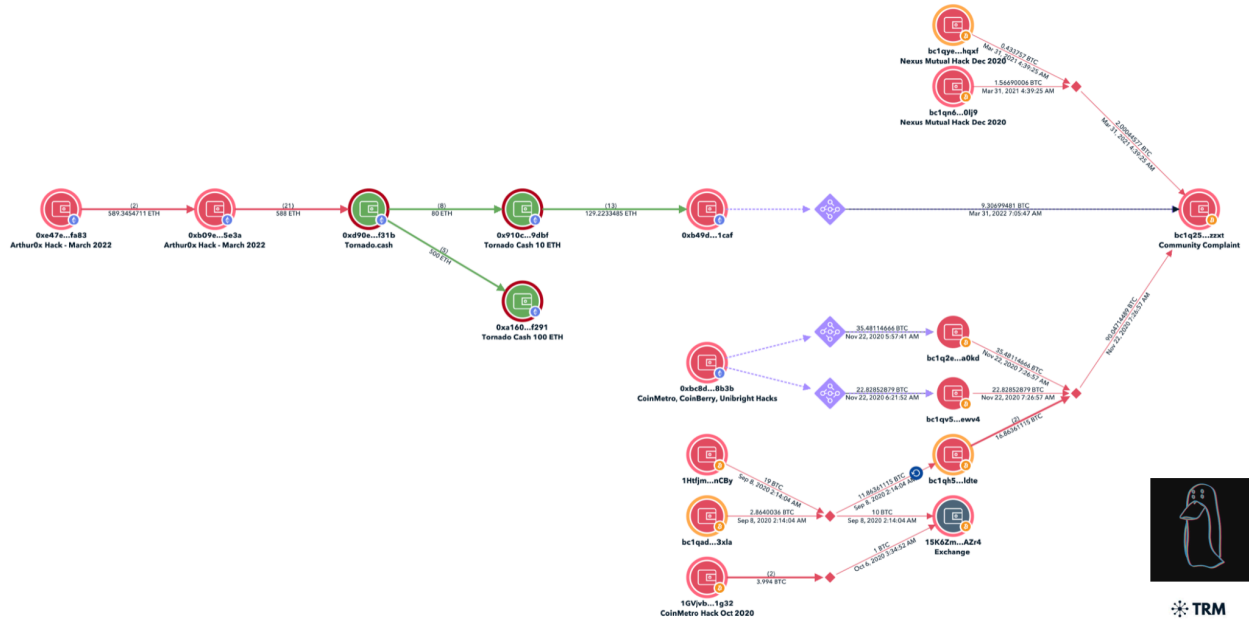 bc1qye...hqxf
Nexus Mutual Hack Dec 2020
0.433757 BTC
Mar 31, 2021 4:39:25 AM
1.56690006 BTC
Mar 31, 2021 4:39:25 AM
bc1qn6...0lj9
Nexus Mutual Hack Dec 2020
2.00044577 BTC
Mar 31, 2021 4:39:25 AM
(2)
589.3454711 ETH
(21)
588 ETH
(8)
80 ETH
(13)
129.2233485 ETH
9.30699481 BTC
Mar 31, 2022 7:05:47 AM
0xe47e...fa83
Arthur0x Hack - March 2022
0xb09e...5e3a
Arthur0x Hack - March 2022
0xd90e...f31b
Tornado.cash
0x910c...9dbf
Tornado Cash 10 ETH
0xb49d...1caf
bc1q25...zzxt
Community Complaint
(5)
500 ETH
0xa160...f291
Tornado Cash 100 ETH
90.04714489 BTC
Nov 22, 2020 7:26:57 AM
35.48114666 BTC
Nov 22, 2020 5:57:41 AM
bc1q2e...a0kd
35.48114666 BTC
Nov 22, 2020 7:26:57 AM
0xbc8d...8b3b
CoinMetro, CoinBerry, Unibright Hacks
22.82852879 BTC
Nov 22, 2020 6:21:52 AM
22.82852879 BTC
Nov 22, 2020 7:26:57 AM
bc1qv5...ewv4
(2)
16.86361115 BTC
1Htfjm...nCBy
19 BTC
Sep 8, 2020 2:14:04 AM
11.86361115 BTC
Sep 8, 2020 2:14:04 AM
bc1qh5...ldte
2.8640036 BTC
Sep 8, 2020 2:14:04 AM
10 BTC
Sep 8, 2020 2:14:04 AM
bc1qad...3xla
15K6Zm...AZr4
Exchange
1 BTC
Oct 6, 2020 3:34:52 AM
(2)
3.994 BTC
1GVjvb...1g32
CoinMetro Hack Oct 2020
TRM